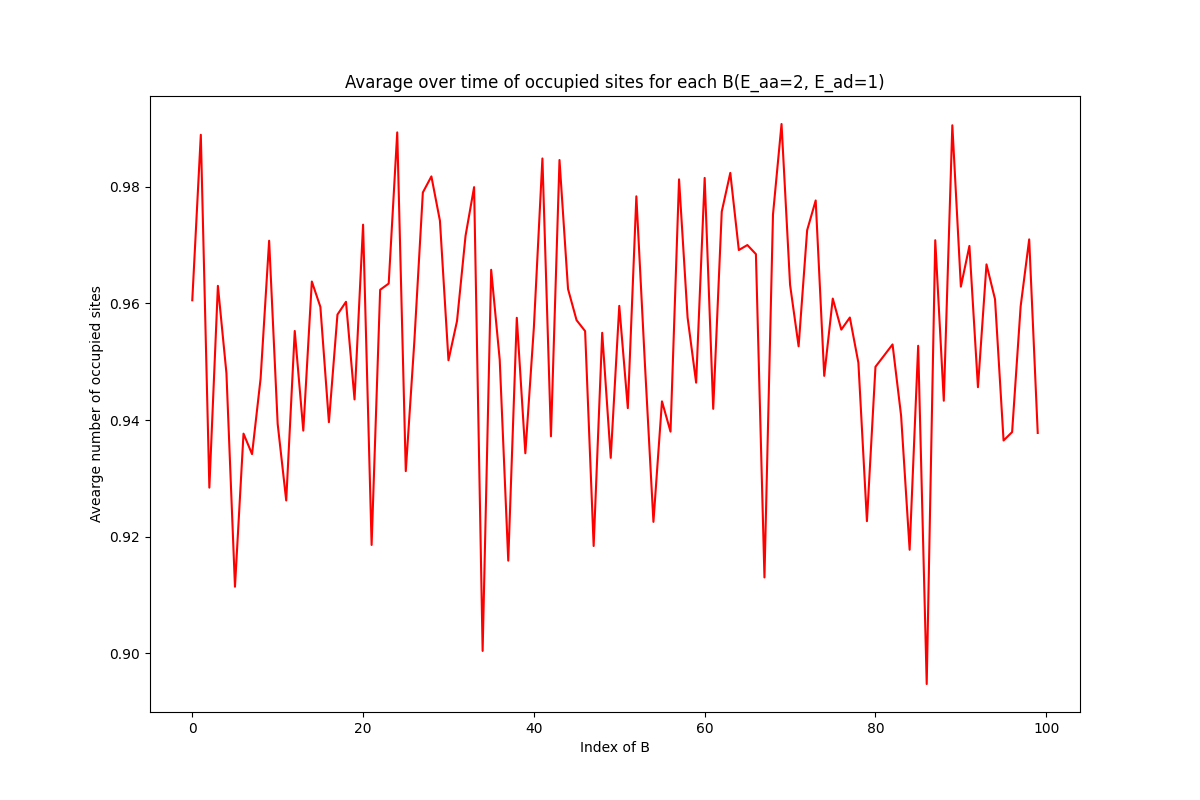 Avarage over time of occupied sites for each B(E_aa=2, E_ad=1)
0.98
0.96
0.94
0.92
0.90
Avearge number of occupied sites
0 20 40 60 80 100
Index of B